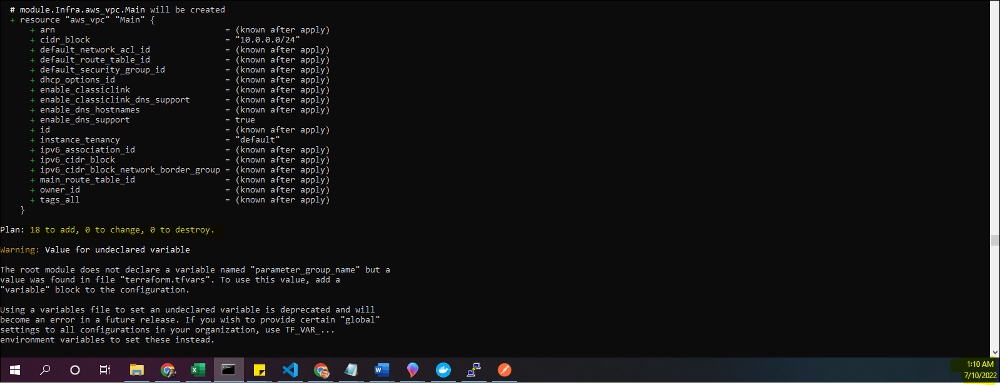 # module.Infra.aws_vpc.Main will be created
+ resource "aws_vpc" "Main" {
+ arn = (known after apply)
+ cidr_block = "10.0.0.0/24"
+ default_network_acl_id = (known after apply)
+ default_route_table_id = (known after apply)
+ default_security_group_id = (known after apply)
+ dhcp_options_id = (known after apply)
+ enable_classiclink = (known after apply)
+ enable_classiclink_dns_support = (known after apply)
+ enable_dns_hostnames = (known after apply)
+ enable_dns_support = true
+ id = (known after apply)
+ instance_tenancy = "default"
+ ipv6_association_id = (known after apply)
+ ipv6_cidr_block = (known after apply)
+ ipv6_cidr_block_network_border_group = (known after apply)
+ main_route_table_id = (known after apply)
+ owner_id = (known after apply)
+ tags_all = (known after apply)
}
Plan: 18 to add, 0 to change, 0 to destroy.
Warning: Value for undeclared variable
The root module does not declare a variable named "parameter_group_name" but a
value was found in file "terraform.tfvars". To use this value, add a
"variable" block to the configuration.
Using a variables file to set an undeclared variable is deprecated and will
become an error in a future release. If you wish to provide certain "global"
settings to all configurations in your organization, use TF_VAR_...
environment variables to set these instead.
1:10 AM
7/10/2022